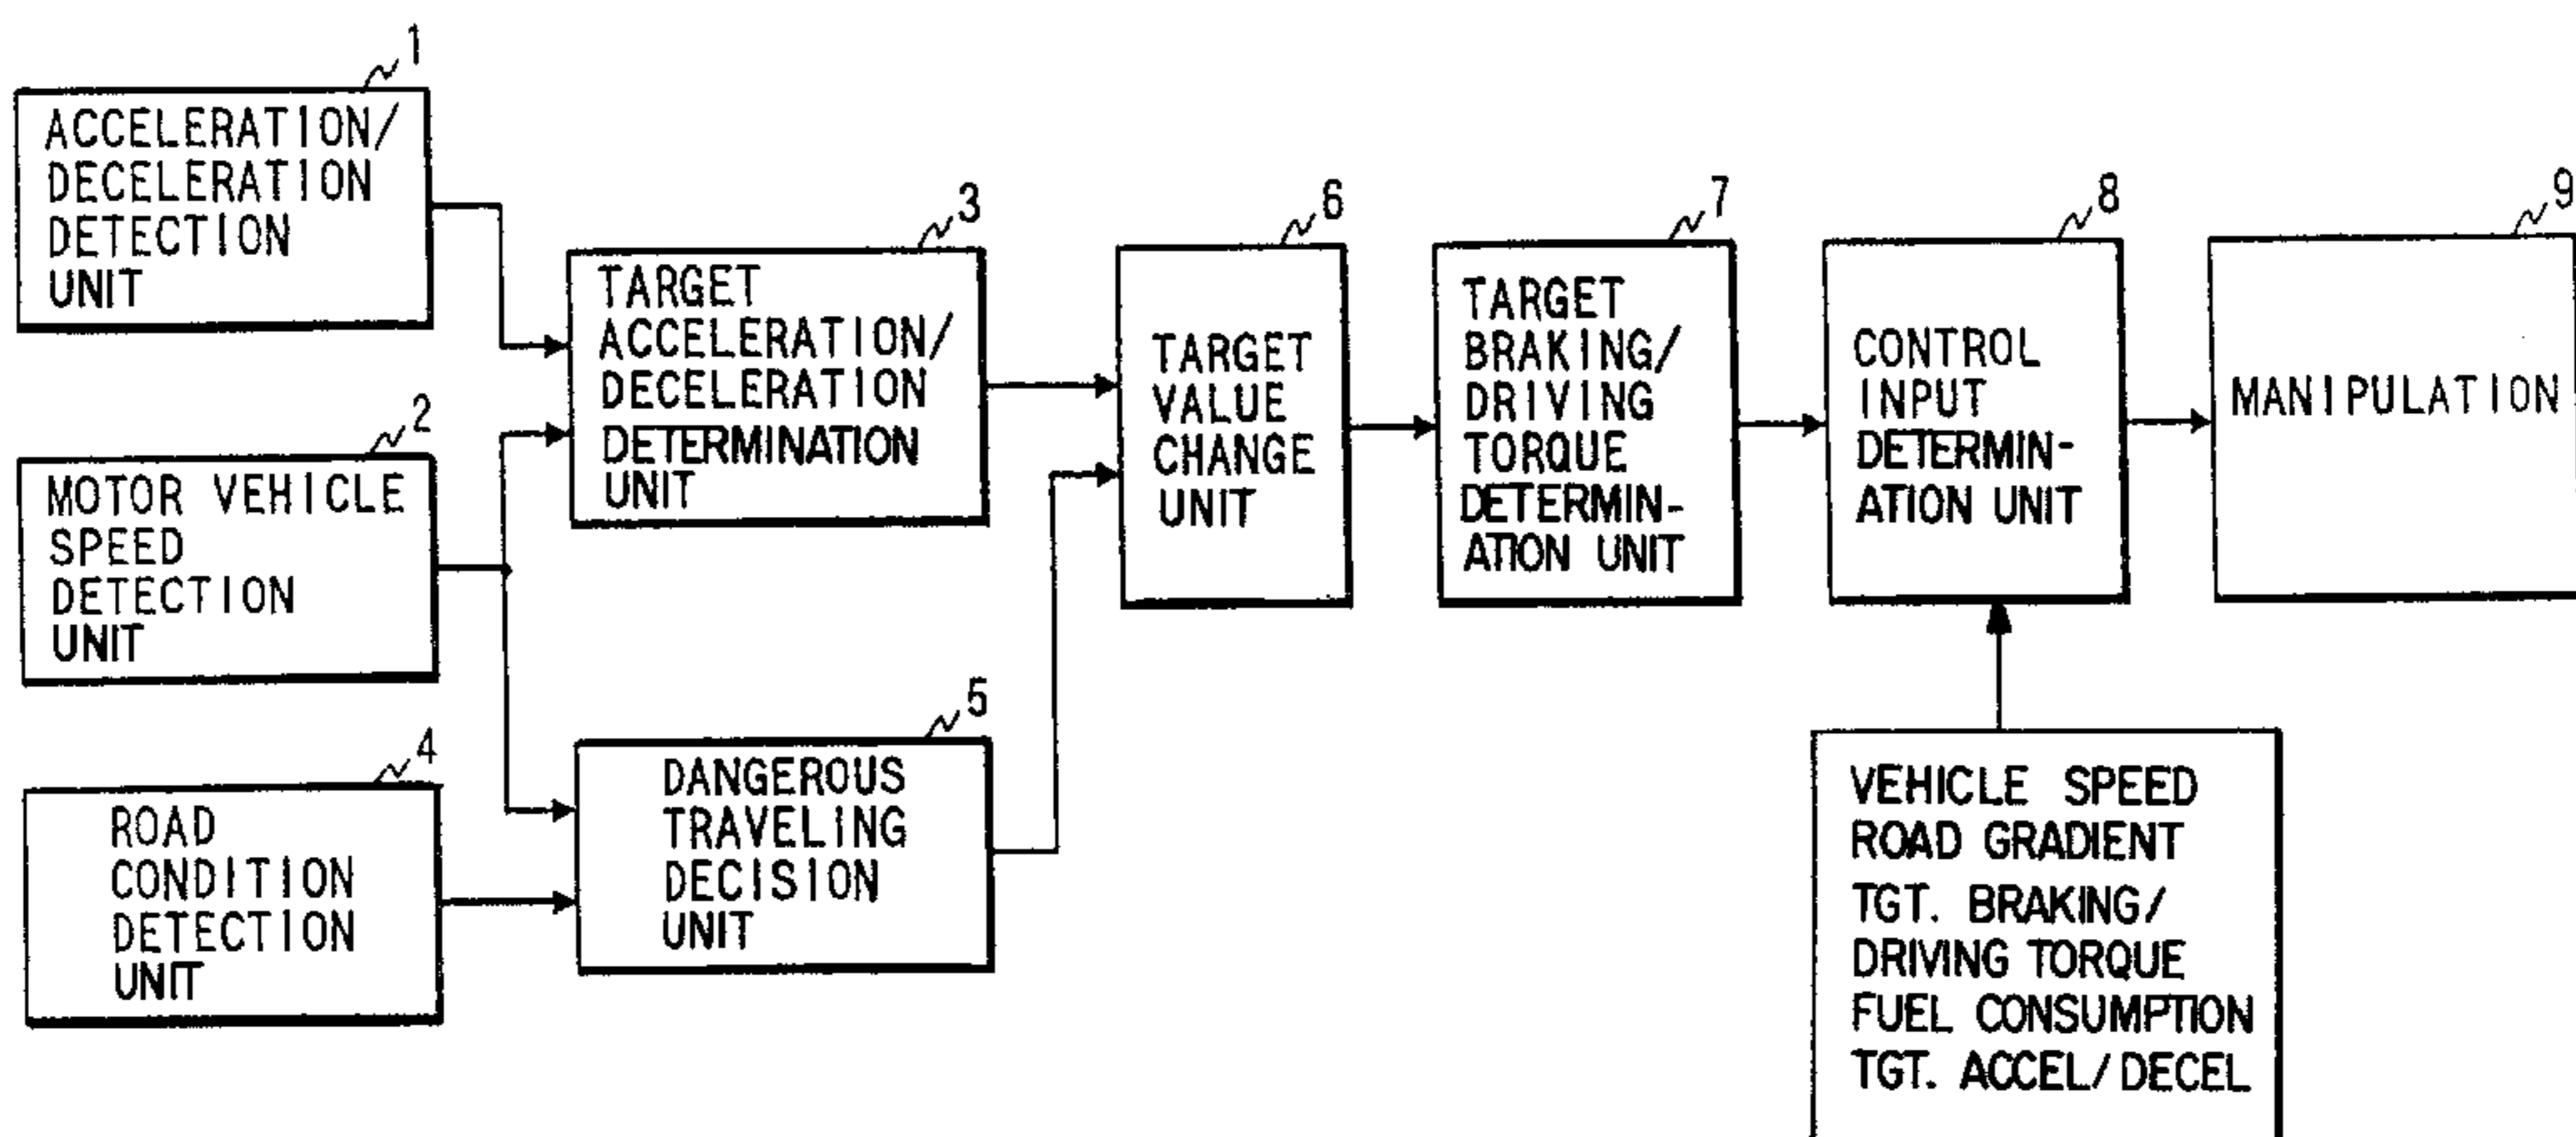 1
ACCELERATION/
DECELERATION
DETECTION
UNIT
2
MOTOR VEHICLE
SPEED
DETECTION
UNIT
4
ROAD
CONDITION
DETECTION
UNIT
3
TARGET
ACCELERATION/
DECELERATION
DETERMINATION
UNIT
5
DANGEROUS
TRAVELING
DECISION
UNIT
6
TARGET
VALUE
CHANGE
UNIT
7
TARGET
BRAKING/
DRIVING
TORQUE
DETERMIN-
ATION UNIT
8
CONTROL
INPUT
DETERMIN-
ATION UNIT
9
MANIPULATION
VEHICLE SPEED
ROAD GRADIENT
TGT. BRAKING/
DRIVING TORQUE
FUEL CONSUMPTION
TGT. ACCEL/DECEL